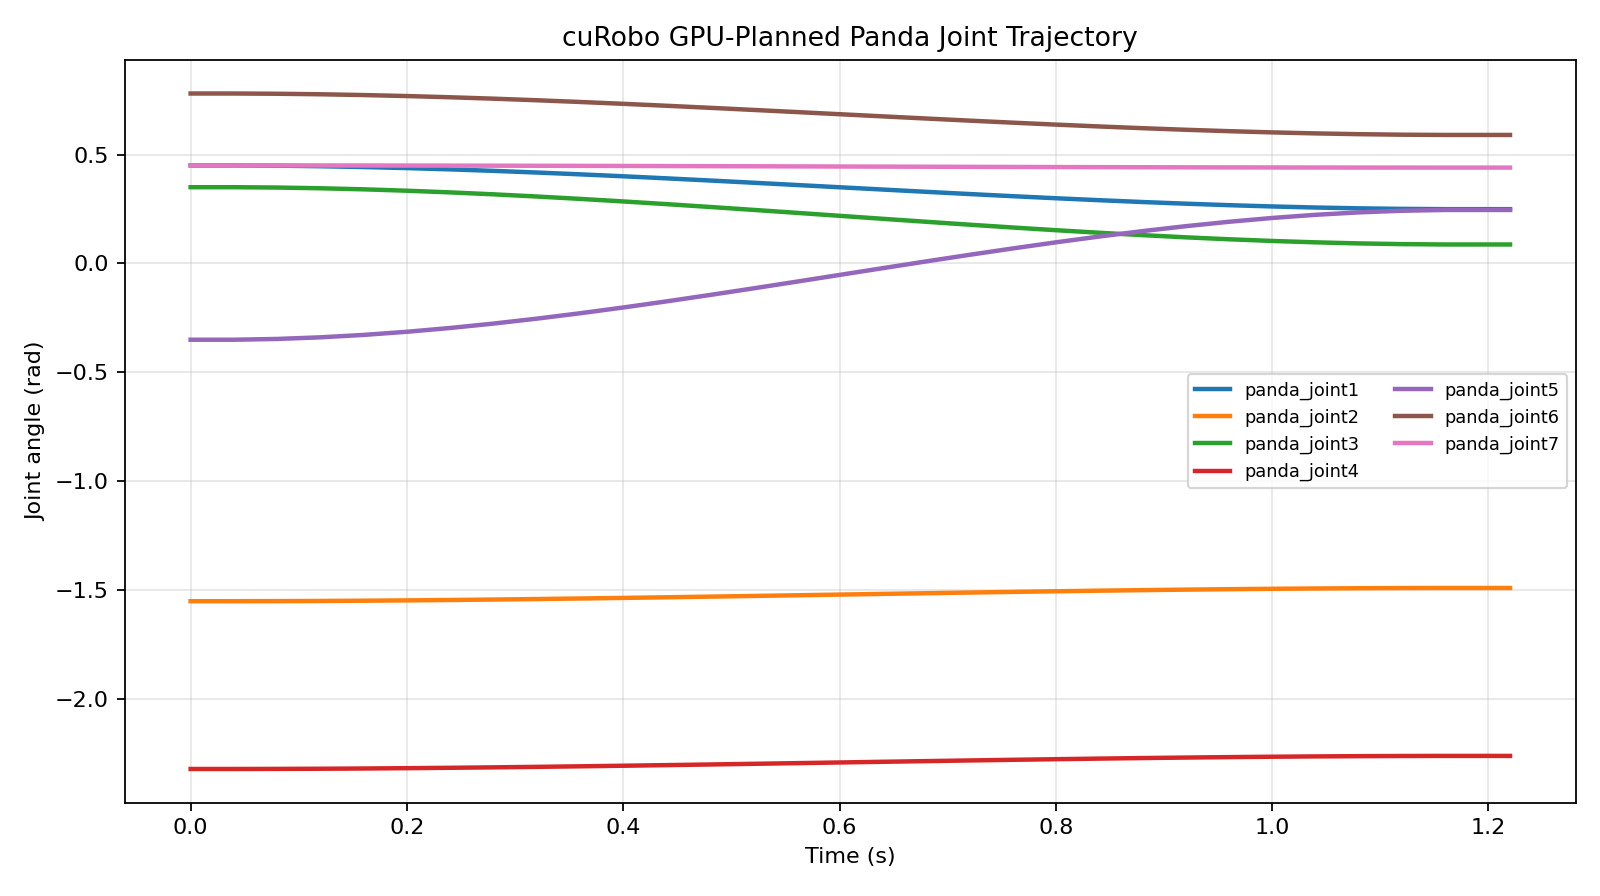 cuRobo GPU-Planned Panda Joint Trajectory
Joint angle (rad)
0.5
0.0
−0.5
−1.0
−1.5
−2.0
panda_joint1
panda_joint2
panda_joint3
panda_joint4
panda_joint5
panda_joint6
panda_joint7
0.0 0.2 0.4 0.6 0.8 1.0 1.2
Time (s)